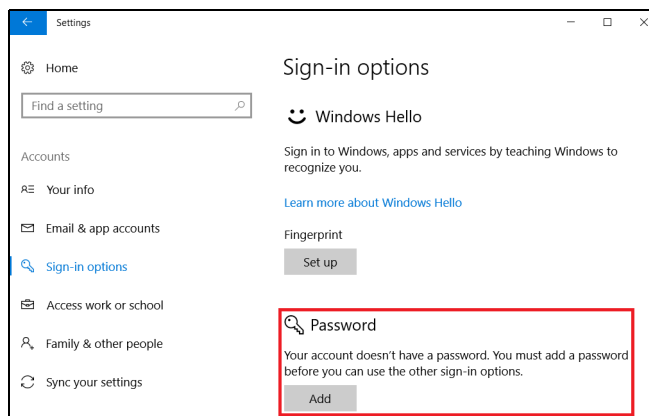 Settings
Home
Find a setting
Accounts
Your info
Email & app accounts
Sign-in options
Access work or school
Family & other people
Sync your settings
Sign-in options
Windows Hello
Sign in to Windows, apps and services by teaching Windows to
recognize you.
Learn more about Windows Hello
Fingerprint
Set up
Password
Your account doesn't have a password. You must add a password
before you can use the other sign-in options.
Add